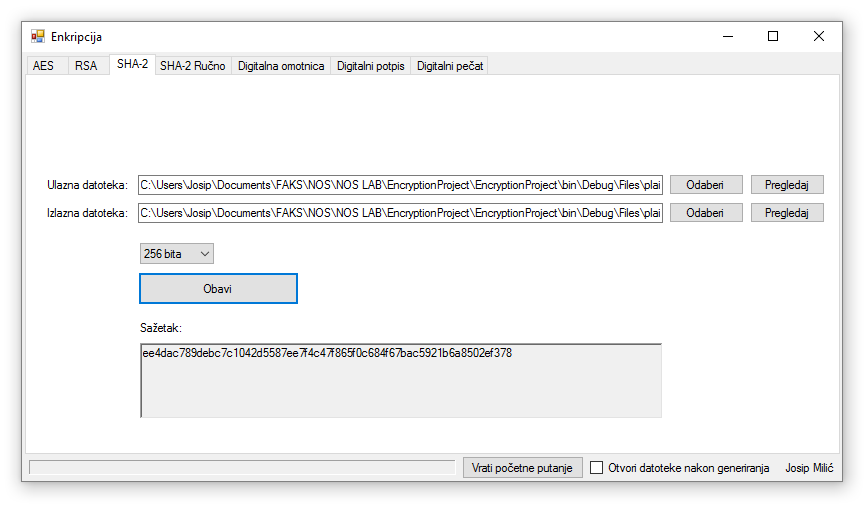 Enkripcija
AES RSA SHA-2 SHA-2 Ručno Digitalna omotnica Digitalni potpis Digitalni pečat
Ulazna datoteka: C:\Users\Josip\Documents\FAKS\NOS\NOS LAB\EncryptionProject\EncryptionProject\bin\Debug\Files\plai Odaberi Pregledaj
Izlazna datoteka: C:\Users\Josip\Documents\FAKS\NOS\NOS LAB\EncryptionProject\EncryptionProject\bin\Debug\Files\plai Odaberi Pregledaj
256 bita
Obavi
Sažetak:
ee4dac789debc7c1042d5587ee7f4c47f865f0c684f67bac5921b6a8502ef378
Vrati početne putanje Otvori datoteke nakon generiranja Josip Milić